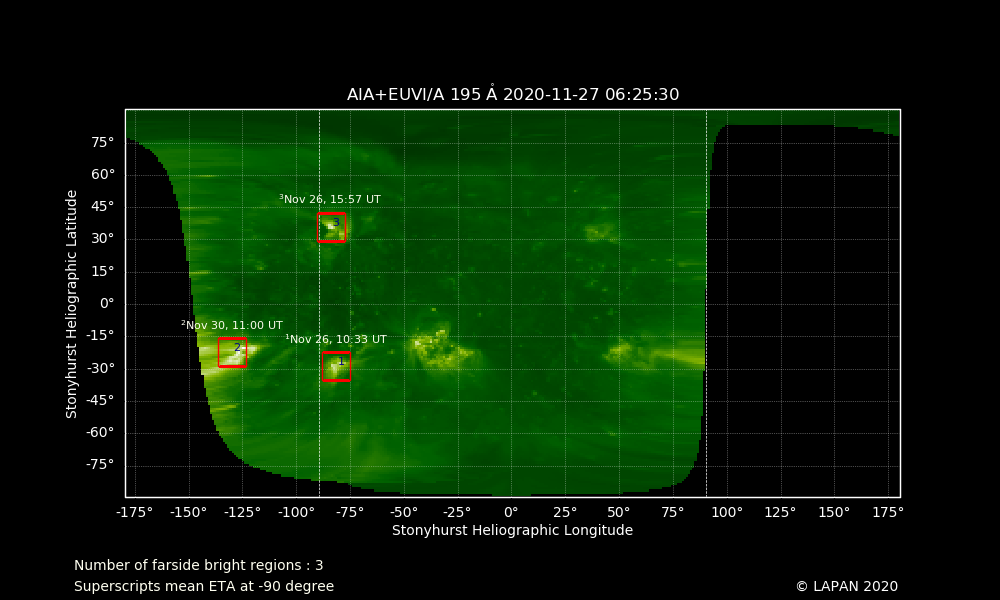 AIA+EUVI/A 195 Å 2020-11-27 06:25:30
Stonyhurst Heliographic Latitude
75°
60°
45°
30°
15°
0°
-15°
-30°
-45°
-60°
-75°
³Nov 26, 15:57 UT
3
²Nov 30, 11:00 UT
2
¹Nov 26, 10:33 UT
1
-175° -150° -125° -100° -75° -50° -25° 0° 25° 50° 75° 100° 125° 150° 175°
Stonyhurst Heliographic Longitude
Number of farside bright regions : 3
Superscripts mean ETA at -90 degree
© LAPAN 2020